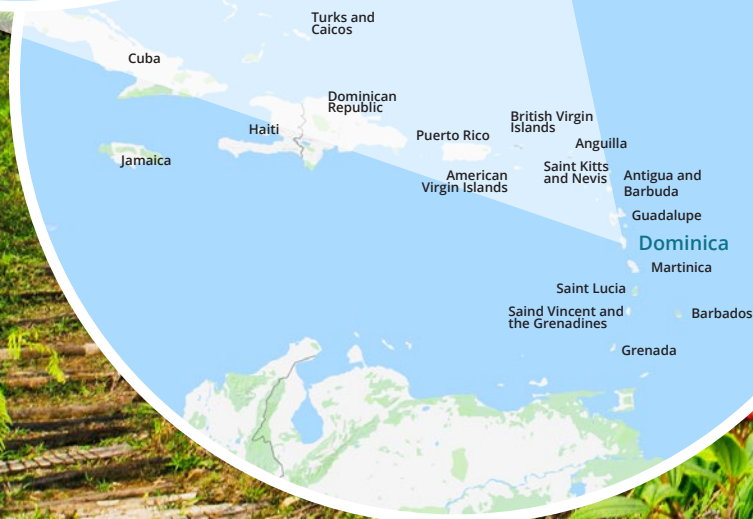 Turks and
Caicos
Cuba
Dominican
Republic
Haiti
British Virgin
Islands
Puerto Rico
Anguilla
Jamaica
Saint Kitts
and Nevis
American
Virgin Islands
Antigua and
Barbuda
Guadalupe
Dominica
Martinica
Saint Lucia
Saind Vincent and
the Grenadines
Barbados
Grenada